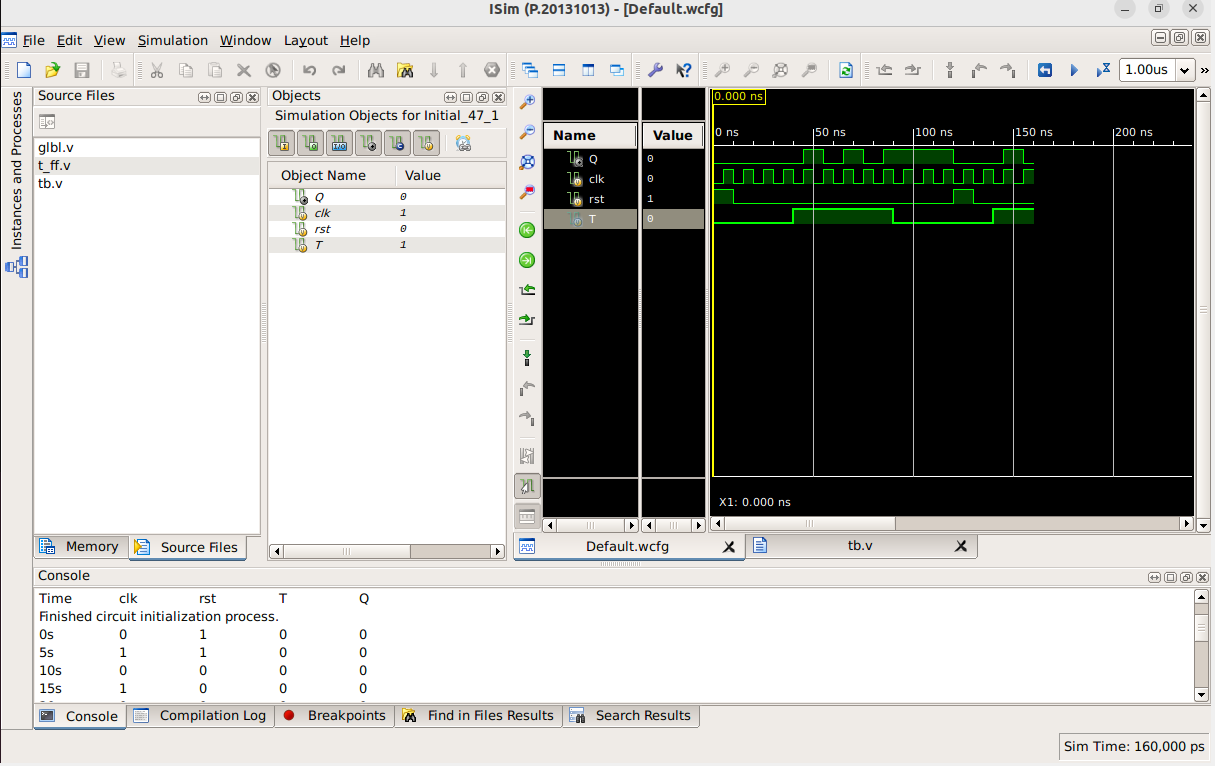 ISim (P.20131013) - [Default.wcfg]
File Edit View Simulation Window Layout Help
1.00us »
Instances and Processes
Source Files
glbl.v
t_ff.v
tb.v
Memory Source Files
Objects
Simulation Objects for Initial_47_1
Object Name Value
Q 0
clk 1
rst 0
T 1
Name Value
Q 0
clk 0
rst 1
T 0
0.000 ns
0 ns 50 ns 100 ns 150 ns 200 ns
X1: 0.000 ns
Default.wcfg tb.v
Console
Time clk rst T Q
Finished circuit initialization process.
0s 0 1 0 0
5s 1 1 0 0
10s 0 0 0 0
15s 1 0 0 0
Console Compilation Log Breakpoints Find in Files Results Search Results
Sim Time: 160,000 ps